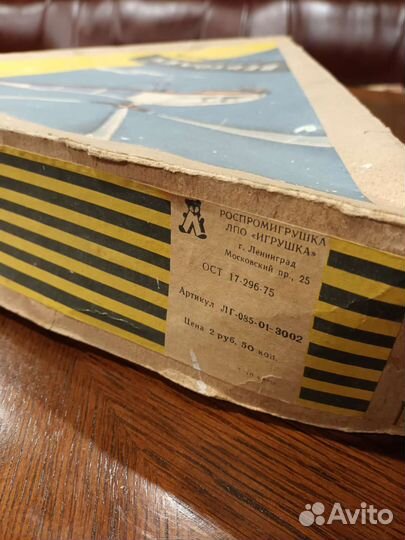 РОСПРОМИГРУШКА
ЛПО «ИГРУШКА»
г. Ленинград
Московский пр., 25
ОСТ 17-296-75
Артикул ЛГ-085-01-3002
Цена 2 руб. 50 коп.
Avito